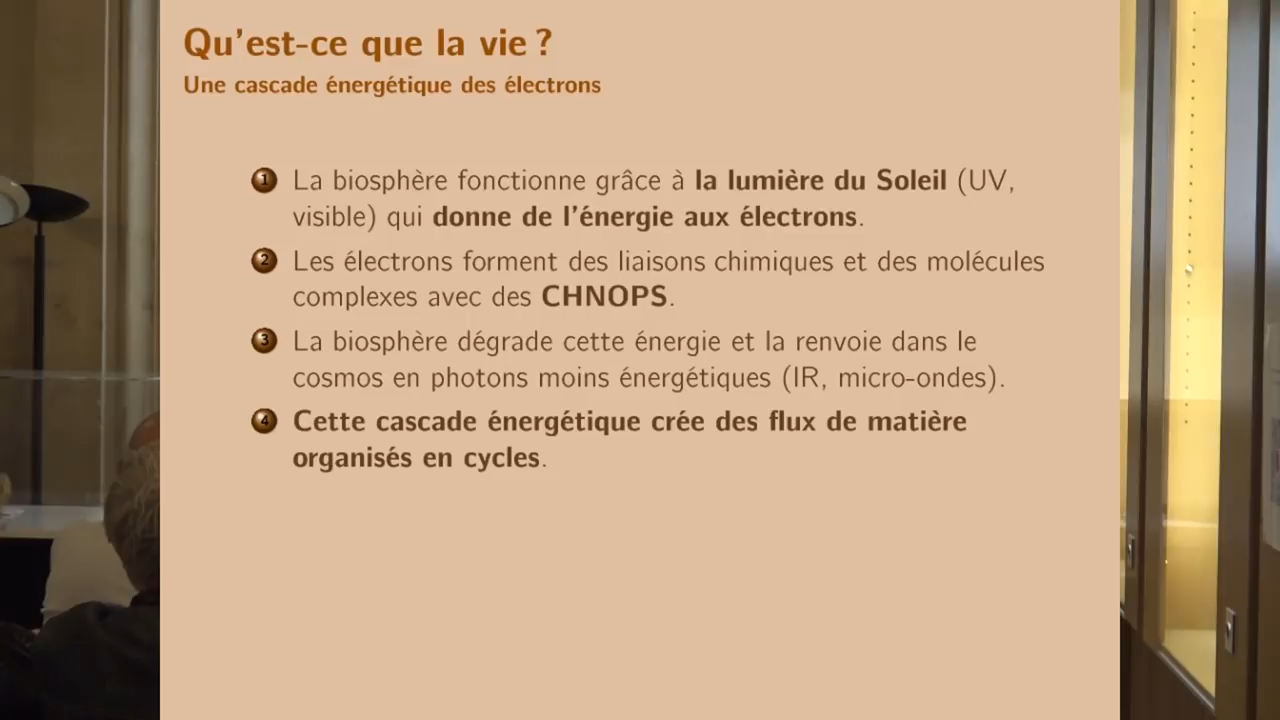 Qu'est-ce que la vie ?
Une cascade énergétique des électrons
1 La biosphère fonctionne grâce à la lumière du Soleil (UV,
visible) qui donne de l'énergie aux électrons.
2 Les électrons forment des liaisons chimiques et des molécules
complexes avec des CHNOPS.
3 La biosphère dégrade cette énergie et la renvoie dans le
cosmos en photons moins énergétiques (IR, micro-ondes).
4 Cette cascade énergétique crée des flux de matière
organisés en cycles.